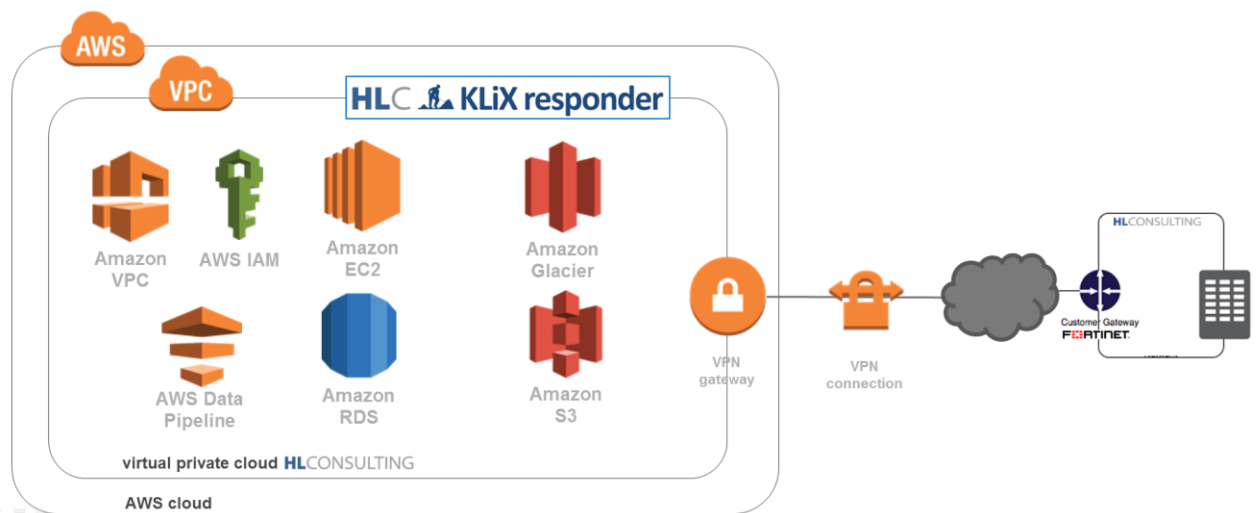 AWS
VPC
HLC KLiX responder
Amazon
VPC
AWS IAM
Amazon
EC2
Amazon
Glacier
AWS Data
Pipeline
Amazon
RDS
Amazon
S3
VPN
gateway
VPN
connection
HLCONSULTING
Customer Gateway
FORTINET
virtual private cloud HLCONSULTING
AWS cloud